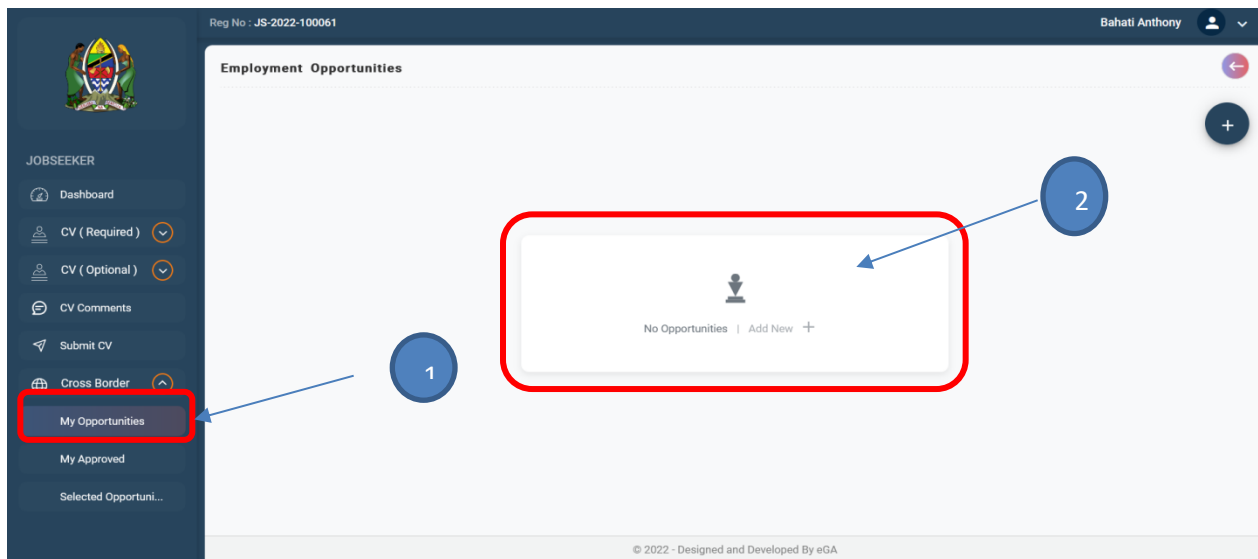 Reg No : JS-2022-100061
Bahati Anthony
Employment Opportunities
+
JOBSEEKER
Dashboard
CV ( Required )
CV ( Optional )
CV Comments
Submit CV
Cross Border
My Opportunities
My Approved
Selected Opportuni...
2
No Opportunities | Add New +
1
© 2022 - Designed and Developed By eGA